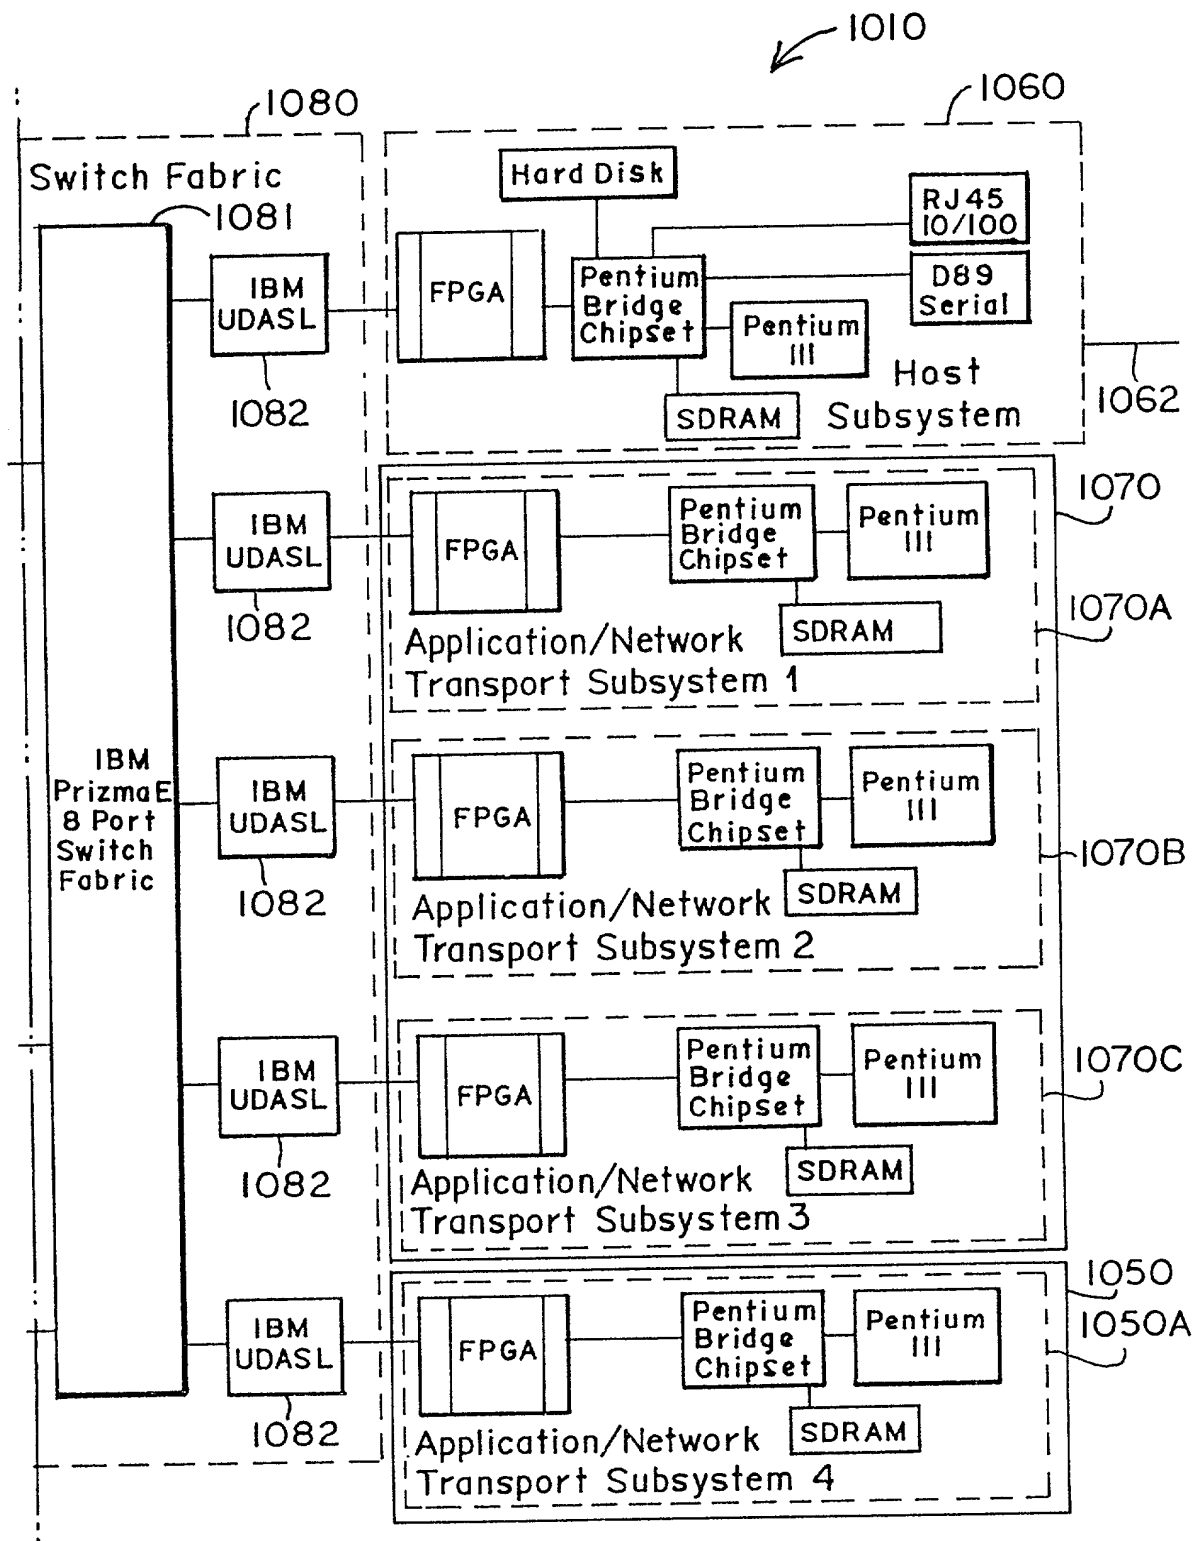 1010
1080
1060
Switch Fabric
1081
Hard Disk
RJ45
10/100
IBM
UDASL
FPGA
Pentium
Bridge
Chipset
D89
Serial
Pentium
III
Host
Subsystem
1082
SDRAM
1062
1070
IBM
UDASL
FPGA
Pentium
Bridge
Chipset
Pentium
III
1082
SDRAM
1070A
Application/Network
Transport Subsystem 1
IBM
PrizmaE
8 Port
Switch
Fabric
IBM
UDASL
FPGA
Pentium
Bridge
Chipset
Pentium
III
1070B
1082
SDRAM
Application/Network
Transport Subsystem 2
IBM
UDASL
FPGA
Pentium
Bridge
Chipset
Pentium
III
1070C
1082
SDRAM
Application/Network
Transport Subsystem 3
1050
1050A
IBM
UDASL
FPGA
Pentium
Bridge
Chipset
Pentium
III
1082
SDRAM
Application/Network
Transport Subsystem 4